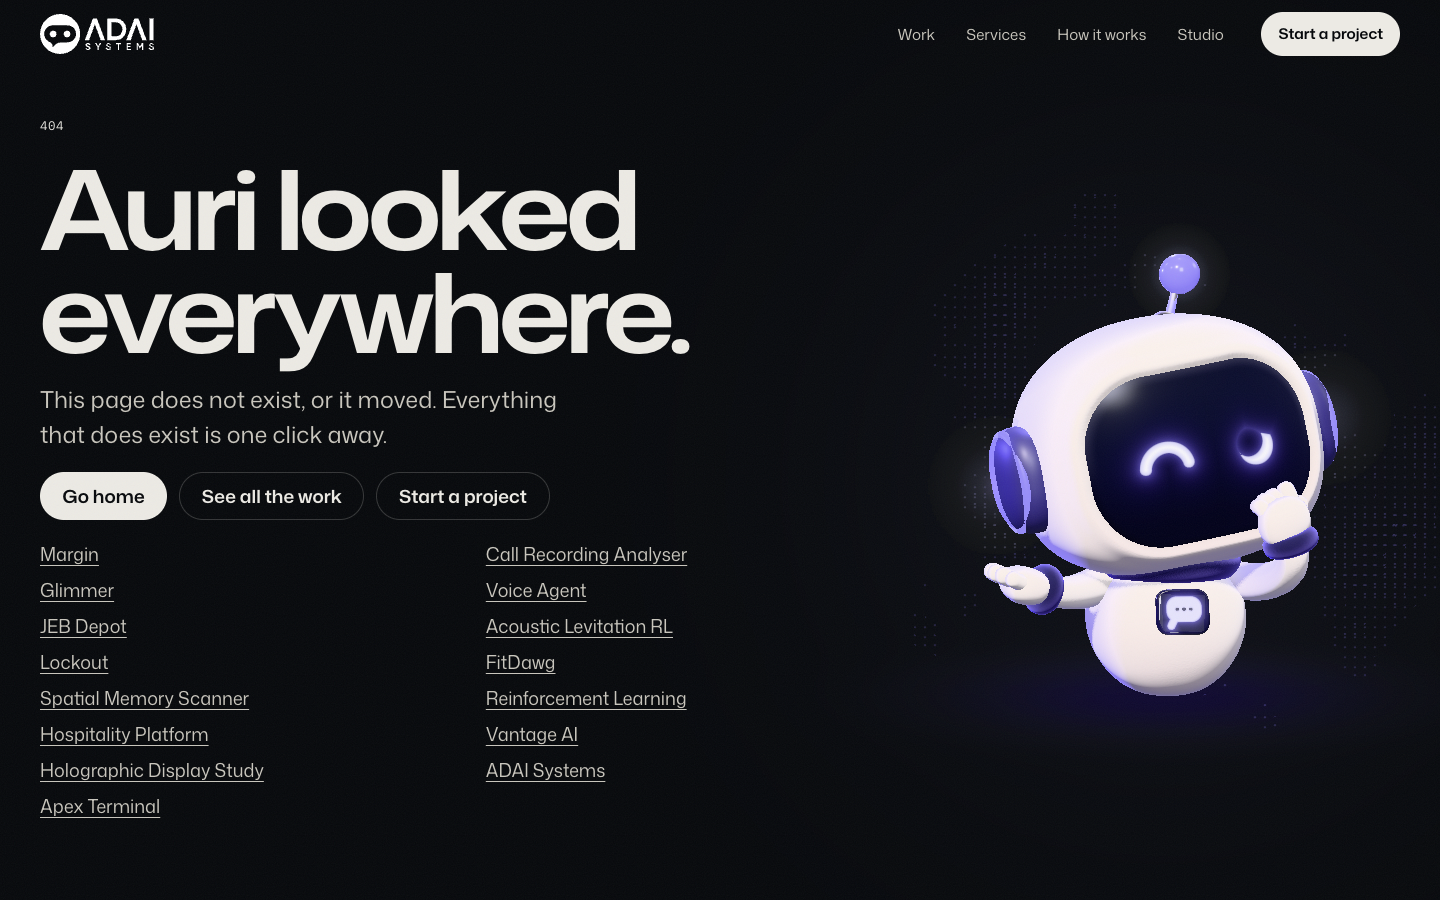 ADAI
SYSTEMS
Work
Services
How it works
Studio
Start a project
404
Auri looked
everywhere.
This page does not exist, or it moved. Everything
that does exist is one click away.
Go home
See all the work
Start a project
Margin
Glimmer
JEB Depot
Lockout
Spatial Memory Scanner
Hospitality Platform
Holographic Display Study
Apex Terminal
Call Recording Analyser
Voice Agent
Acoustic Levitation RL
FitDawg
Reinforcement Learning
Vantage AI
ADAI Systems